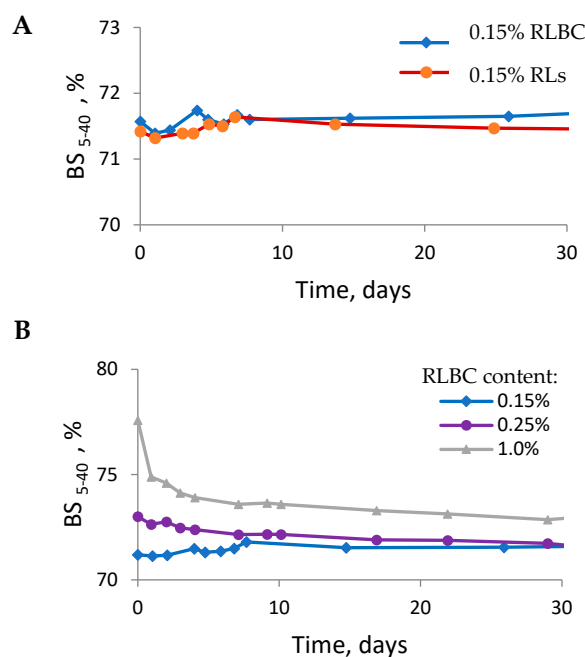 A
73
72
71
70
BS 5-40 , %
0.15% RLBC
0.15% RLs
0
10
20
30
Time, days
B
80
75
70
BS 5-40 , %
RLBC content:
0.15%
0.25%
1.0%
0
10
20
30
Time, days